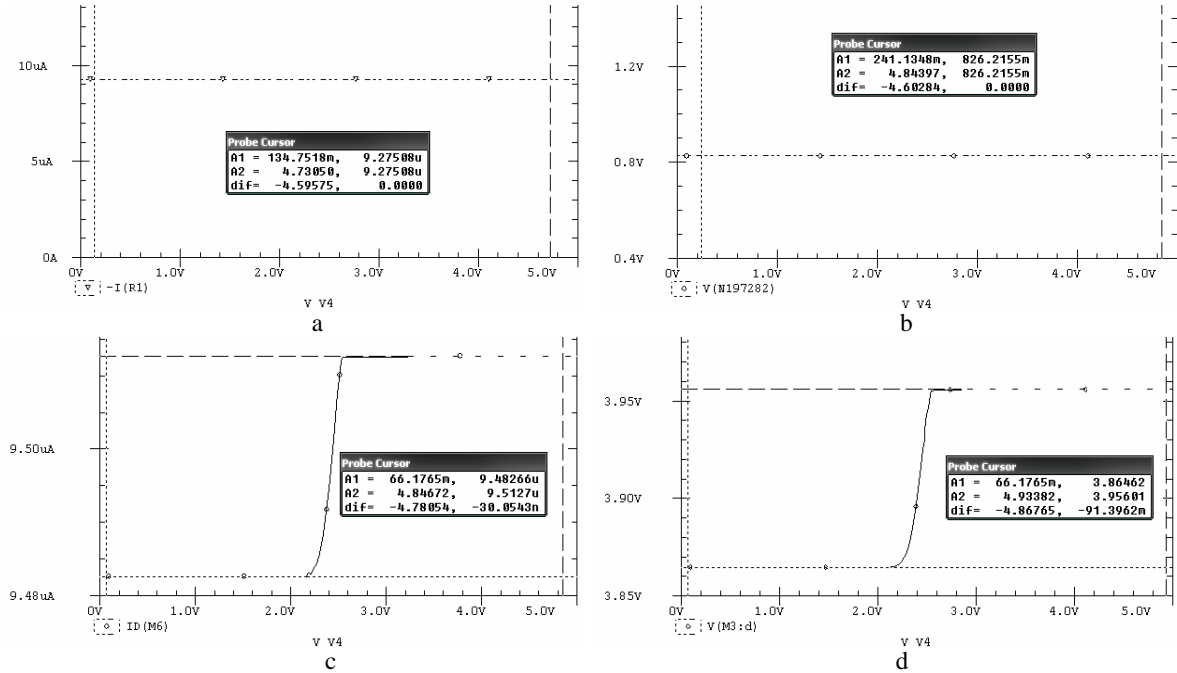 10uA
5uA
0A
0V 1.0V 2.0V 3.0V 4.0V 5.0V
Probe Cursor
A1 = 134.7518m, 9.27508u
A2 = 4.73050, 9.27508u
dif= -4.59575, 0.0000
-I(R1)
V_V4
a
1.2V
0.8V
0.4V
0V 1.0V 2.0V 3.0V 4.0V 5.0V
Probe Cursor
A1 = 241.1348m, 826.2155m
A2 = 4.84397, 826.2155m
dif= -4.60284, 0.0000
V(N197282)
V_V4
b
9.50uA
9.48uA
0V 1.0V 2.0V 3.0V 4.0V 5.0V
Probe Cursor
A1 = 66.1765m, 9.48266u
A2 = 4.84672, 9.5127u
dif= -4.78054, -30.0543n
ID(M6)
V_V4
c
3.95V
3.90V
3.85V
0V 1.0V 2.0V 3.0V 4.0V 5.0V
Probe Cursor
A1 = 66.1765m, 3.86462
A2 = 4.93382, 3.95601
dif= -4.86765, -91.3962m
V(M3:d)
V_V4
d